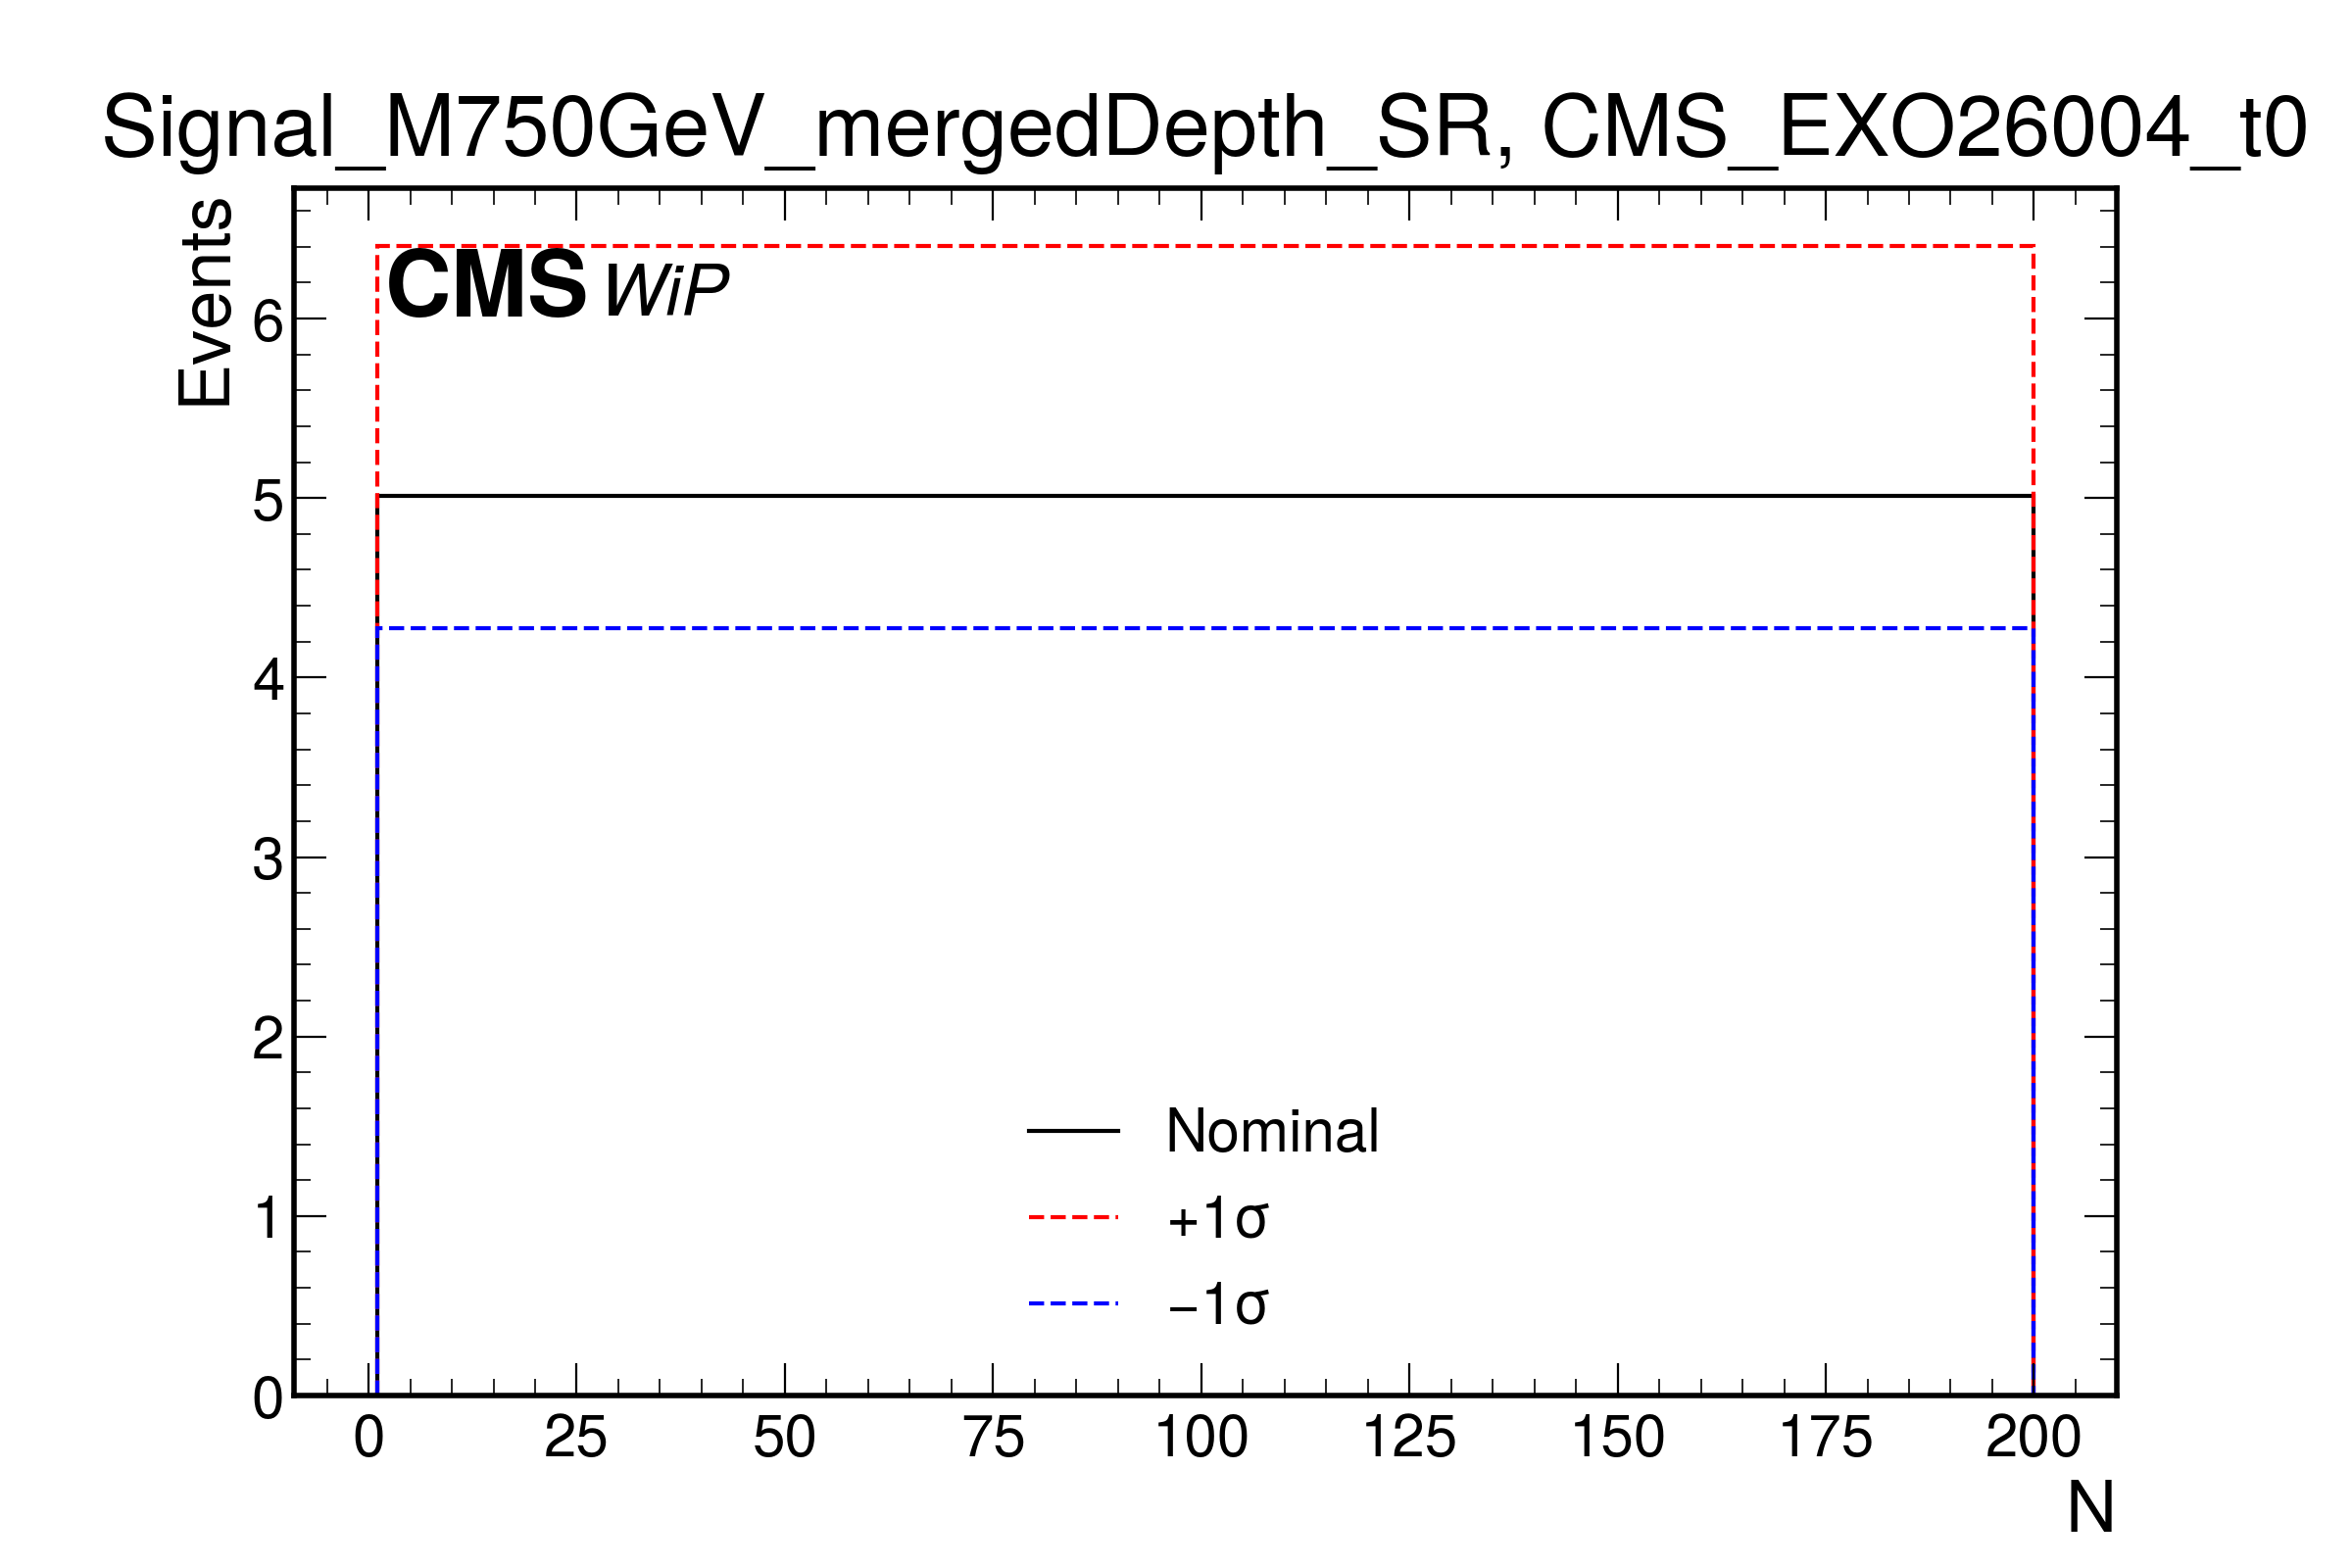 Signal_M750GeV_mergedDepth_SR, CMS_EXO26004_t0
Events
CMS WiP
6
5
4
3
2
1
0
Nominal
+1σ
−1σ
0 25 50 75 100 125 150 175 200
N